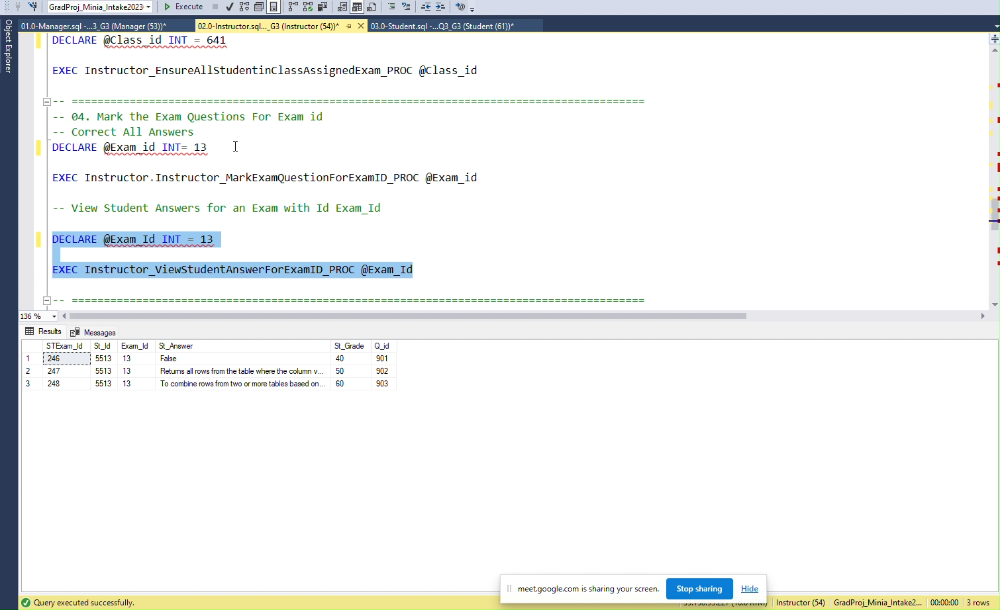 GradProj_Minia_Intake2023 Execute
Object Explorer
01.0-Manager.sql -...3_G3 (Manager (53))* 02.0-Instructor.sql..._G3 (Instructor (54))* 03.0-Student.sql -...Q3_G3 (Student (61))*
DECLARE @Class_id INT = 641
EXEC Instructor_EnsureAllStudentinClassAssignedExam_PROC @Class_id
-- =========================================================================================
-- 04. Mark the Exam Questions For Exam id
-- Correct All Answers
DECLARE @Exam_id INT= 13
EXEC Instructor.Instructor_MarkExamQuestionForExamID_PROC @Exam_id
-- View Student Answers for an Exam with Id Exam_Id
DECLARE @Exam_Id INT = 13
EXEC Instructor_ViewStudentAnswerForExamID_PROC @Exam_Id
-- =========================================================================================
136 %
Results Messages
STExam_Id St_Id Exam_Id St_Answer St_Grade Q_id
1 246 5513 13 False 40 901
2 247 5513 13 Returns all rows from the table where the column v... 50 902
3 248 5513 13 To combine rows from two or more tables based on... 60 903
meet.google.com is sharing your screen. Stop sharing Hide
Query executed successfully. Instructor (54) GradProj_Minia_Intake2... 00:00:00 3 rows